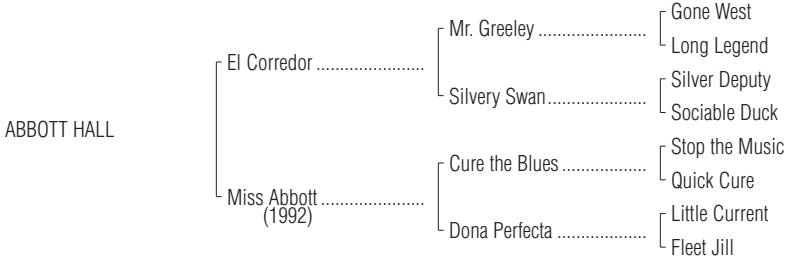 Gone West
Mr. Greeley .......................
Long Legend
El Corredor .......................
Silver Deputy
Silvery Swan.....................
Sociable Duck
ABBOTT HALL
Stop the Music
Cure the Blues ..................
Quick Cure
Miss Abbott ......................
(1992)
Little Current
Dona Perfecta ...................
Fleet Jill